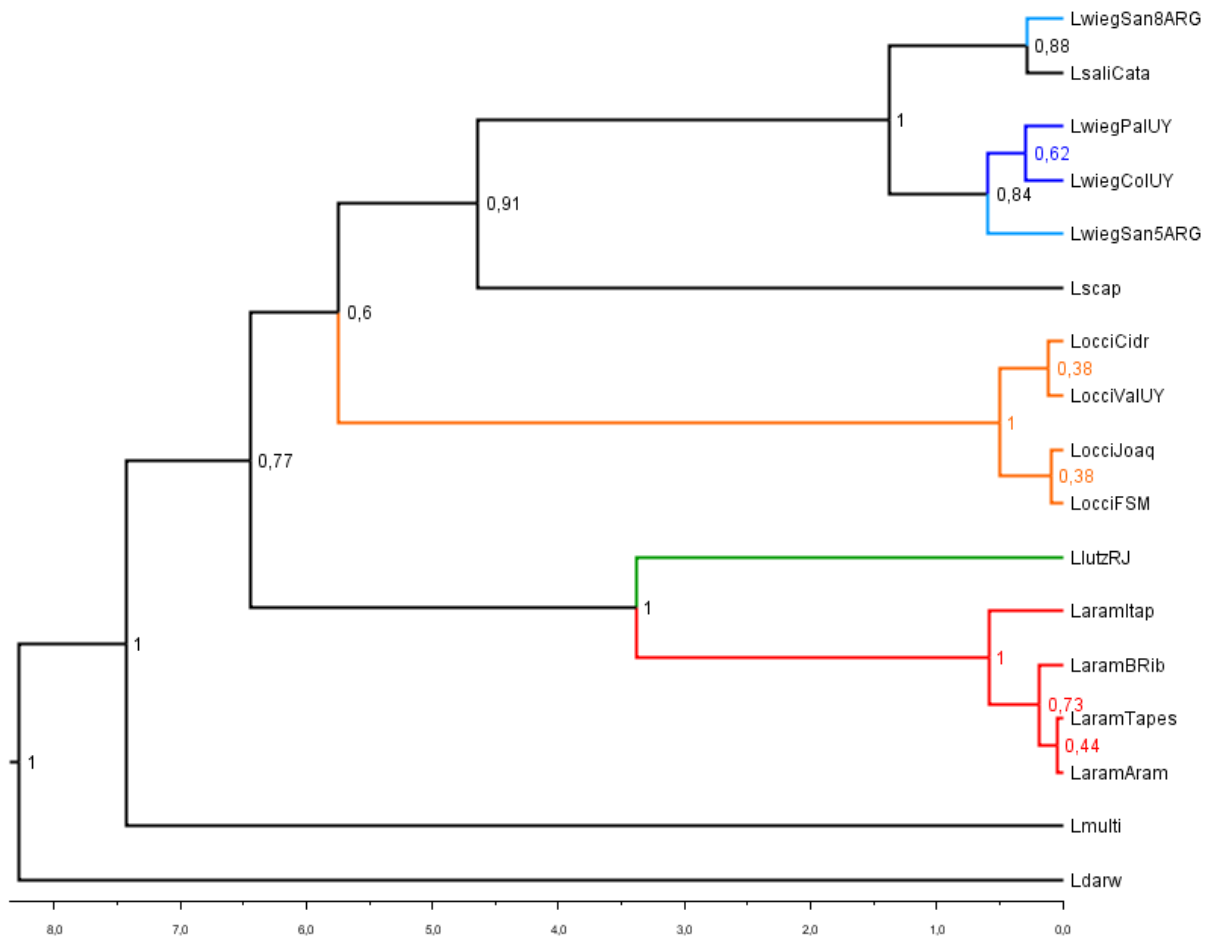 LwiegSan8ARG
0,88
LsaliCata
1
LwiegPalUY
0,62
LwiegColUY
0,84
0,91
LwiegSan5ARG
Lscap
0,6
LocciCidr
0,38
LocciValUY
1
LocciJoaq
0,77
0,38
LocciFSM
LlutzRJ
1
LaramItap
1
1
LaramBRib
0,73
LaramTapes
0,44
1
LaramAram
Lmulti
Ldarw
8,0 7,0 6,0 5,0 4,0 3,0 2,0 1,0 0,0